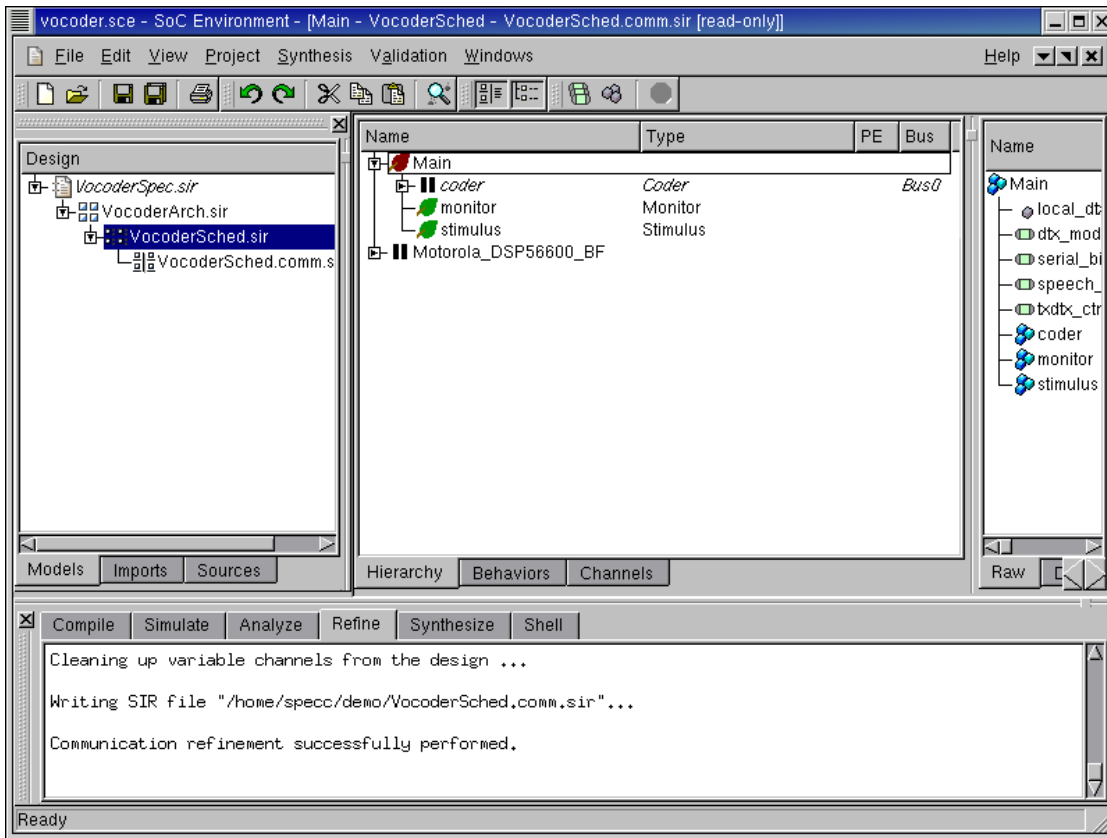 vocoder.sce - SoC Environment - [Main - VocoderSched - VocoderSched.comm.sir [read-only]]
File Edit View Project Synthesis Validation Windows Help
Design
VocoderSpec.sir
VocoderArch.sir
VocoderSched.sir
VocoderSched.comm.s
Models Imports Sources
Name Type PE Bus
Main
coder Coder Bus0
monitor Monitor
stimulus Stimulus
Motorola_DSP56600_BF
Hierarchy Behaviors Channels
Name
Main
local_dt
dtx_mod
serial_bi
speech_
txdtx_ctr
coder
monitor
stimulus
Raw
Compile Simulate Analyze Refine Synthesize Shell
Cleaning up variable channels from the design ...
Writing SIR file "/home/specc/demo/VocoderSched.comm.sir"...
Communication refinement successfully performed.
Ready